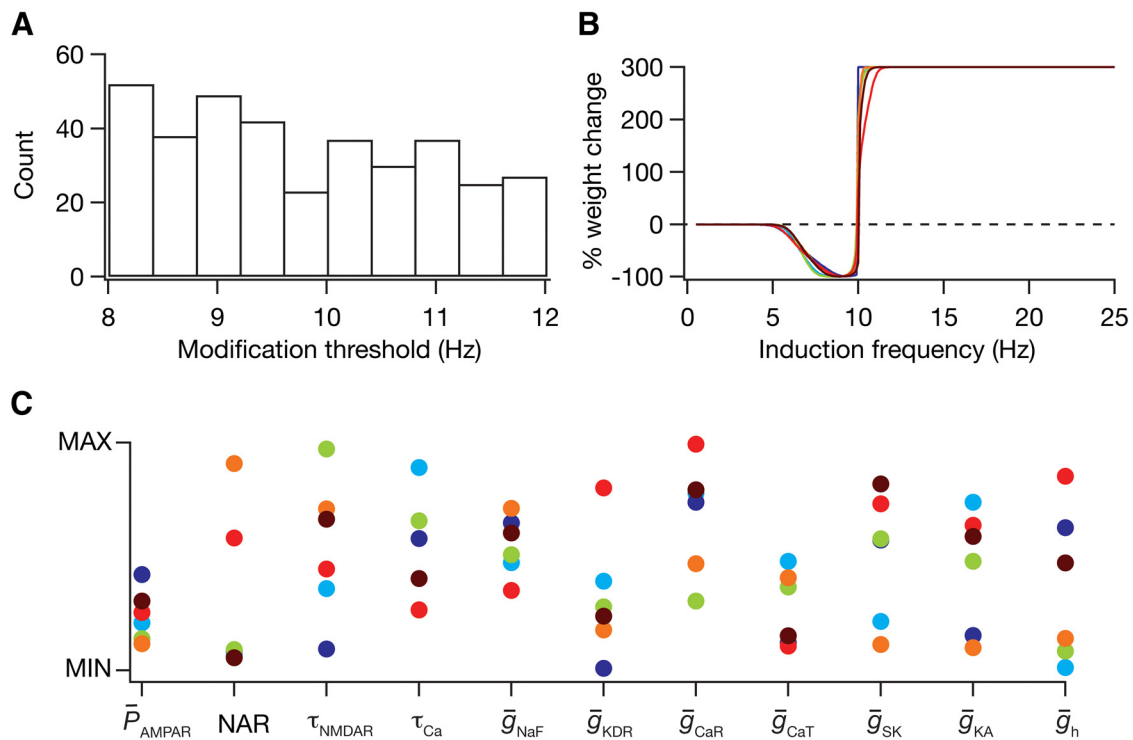 A
60
40
20
0
Count
8 9 10 11 12
Modification threshold (Hz)
B
300
200
100
0
-100
% weight change
0 5 10 15 20 25
Induction frequency (Hz)
C
MAX
MIN
P̄AMPAR NAR τNMDAR τCa ḡNaF ḡKDR ḡCaR ḡCaT ḡSK ḡKA ḡh